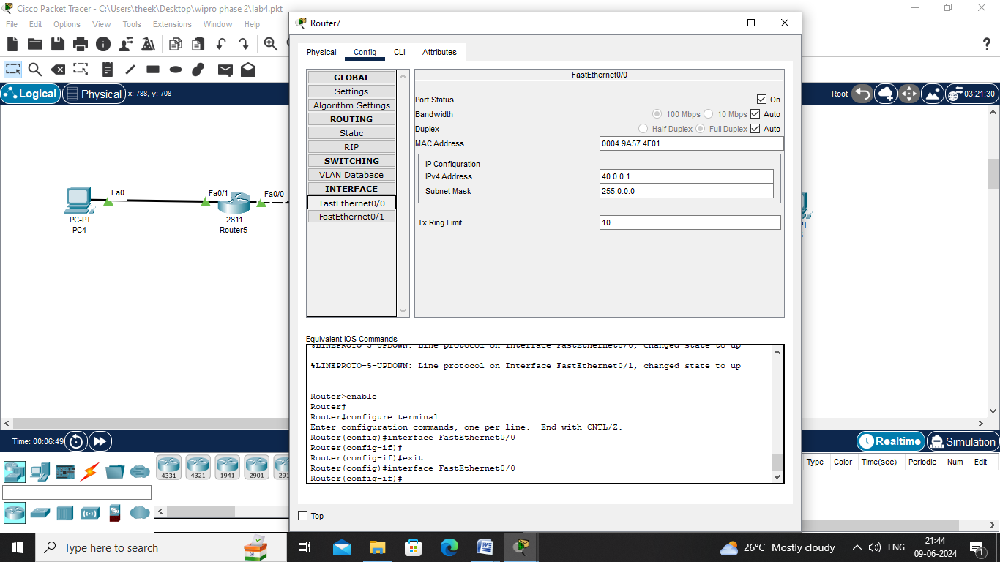 Cisco Packet Tracer - C:\Users\theek\Desktop\wipro phase 2\lab4.pkt
File Edit Options View Tools Extensions Window Help
Logical Physical x: 788, y: 708
Root 03:21:30
Fa0
Fa0/1
Fa0/0
PC-PT
PC4
2811
Router5
Router7
Physical Config CLI Attributes
GLOBAL
Settings
Algorithm Settings
ROUTING
Static
RIP
SWITCHING
VLAN Database
INTERFACE
FastEthernet0/0
FastEthernet0/1
FastEthernet0/0
Port Status On
Bandwidth 100 Mbps 10 Mbps Auto
Duplex Half Duplex Full Duplex Auto
MAC Address 0004.9A57.4E01
IP Configuration
IPv4 Address 40.0.0.1
Subnet Mask 255.0.0.0
Tx Ring Limit 10
Equivalent IOS Commands
%LINEPROTO-5-UPDOWN: Line protocol on Interface FastEthernet0/0, changed state to up
%LINEPROTO-5-UPDOWN: Line protocol on Interface FastEthernet0/1, changed state to up
Router>enable
Router#
Router#configure terminal
Enter configuration commands, one per line. End with CNTL/Z.
Router(config)#interface FastEthernet0/0
Router(config-if)#
Router(config-if)#exit
Router(config)#interface FastEthernet0/0
Router(config-if)#
Top
Time: 00:06:49
Realtime Simulation
4331 4321 1941 2901
Type Color Time(sec) Periodic Num Edit
Type here to search
26°C Mostly cloudy
ENG
21:44
09-06-2024
1